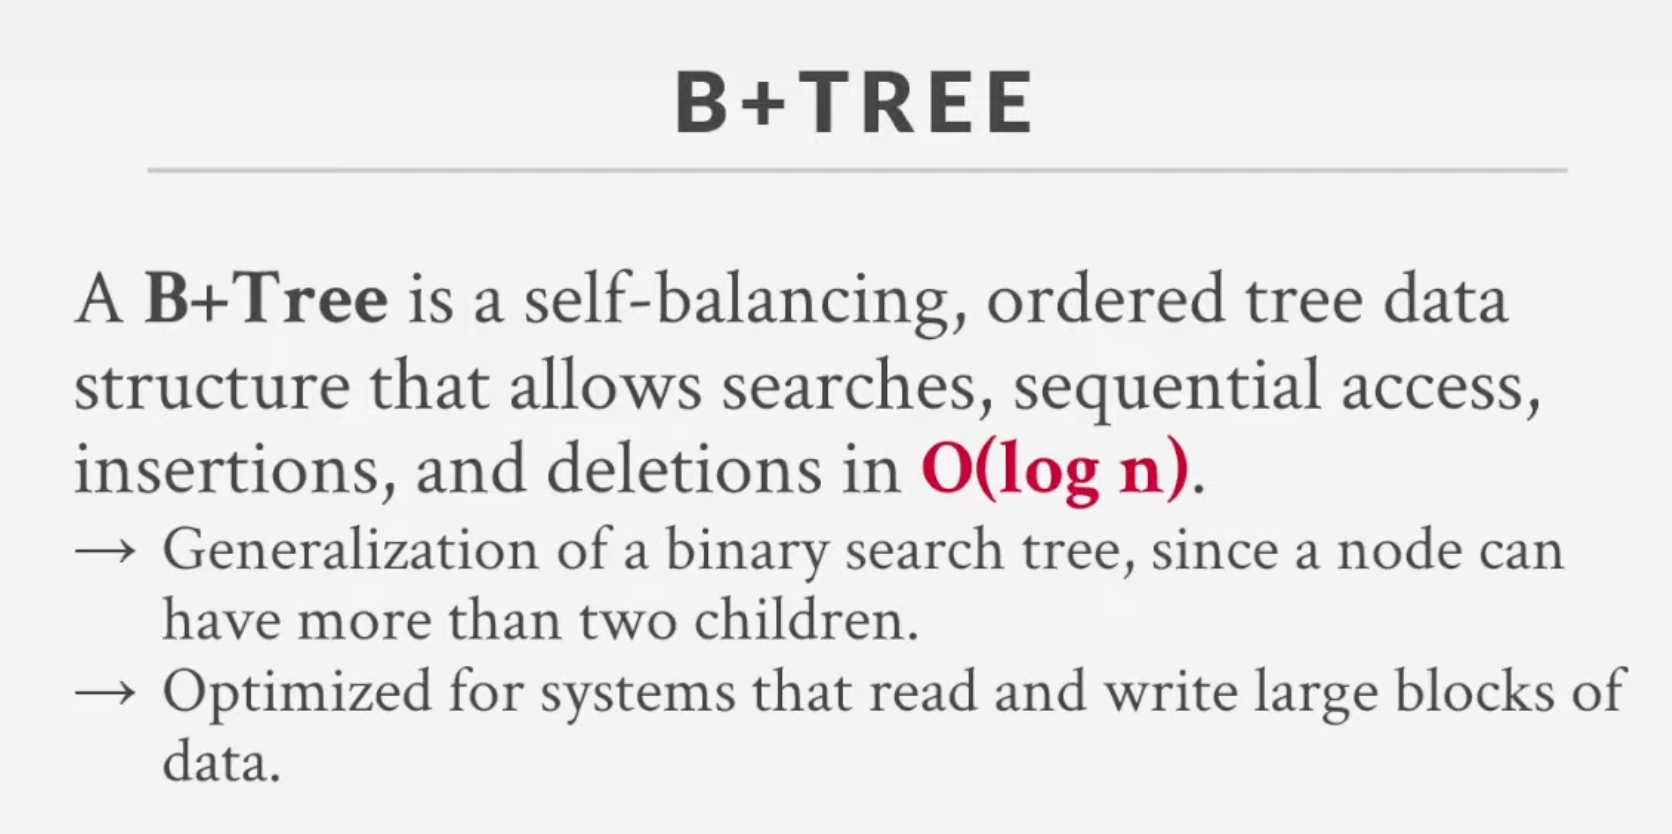 B+TREE
A B+Tree is a self-balancing, ordered tree data
structure that allows searches, sequential access,
insertions, and deletions in O(log n).
→ Generalization of a binary search tree, since a node can
have more than two children.
→ Optimized for systems that read and write large blocks of
data.